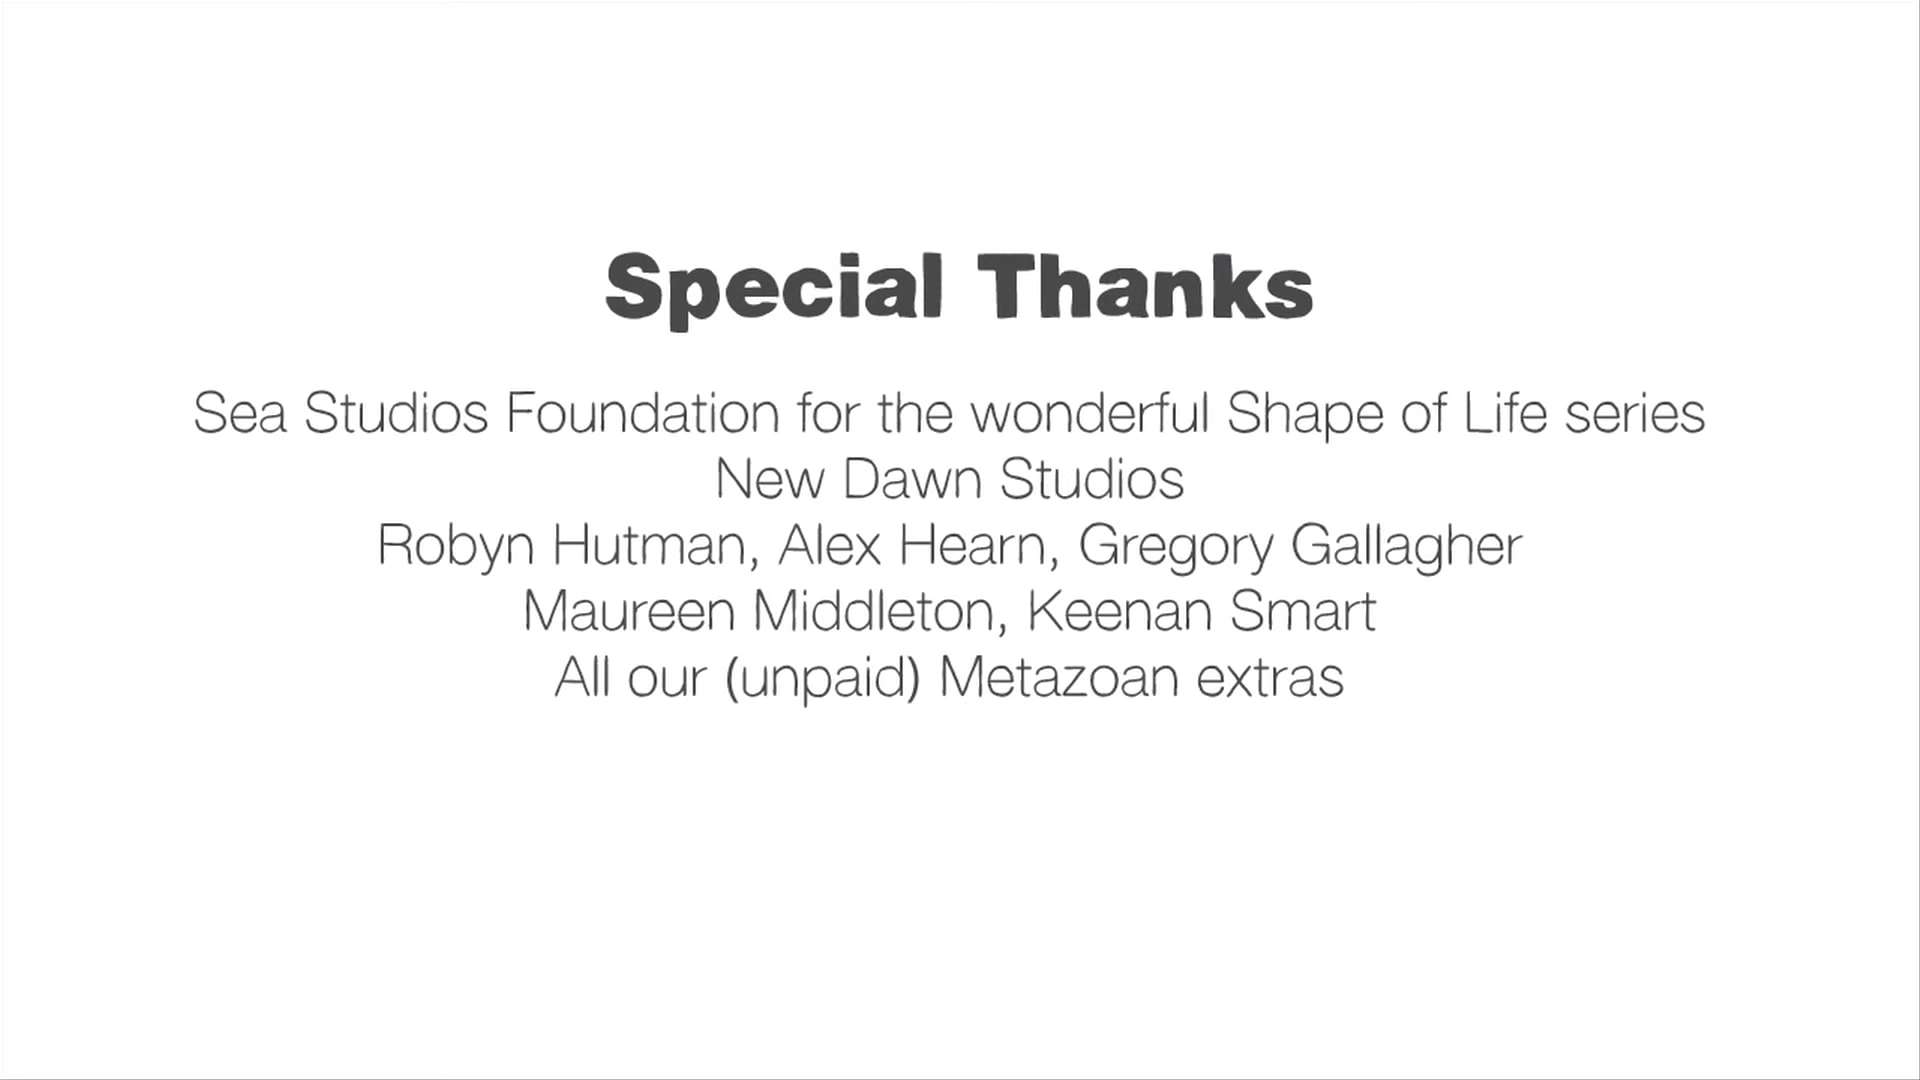 Special Thanks
Sea Studios Foundation for the wonderful Shape of Life series
New Dawn Studios
Robyn Hutman, Alex Hearn, Gregory Gallagher
Maureen Middleton, Keenan Smart
All our (unpaid) Metazoan extras